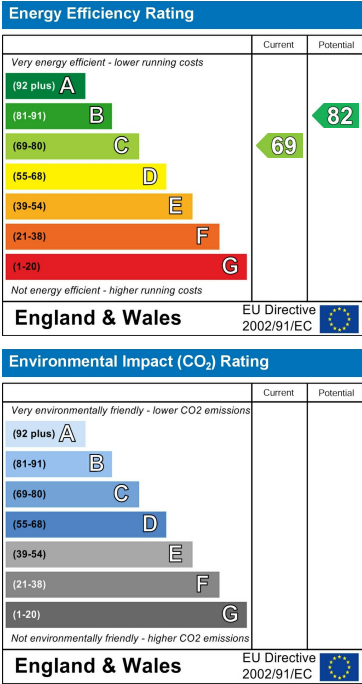 Energy Efficiency Rating
Current Potential
Very energy efficient - lower running costs
(92 plus) A
(81-91) B 82
(69-80) C 69
(55-68) D
(39-54) E
(21-38) F
(1-20) G
Not energy efficient - higher running costs
England & Wales
EU Directive
2002/91/EC
Environmental Impact (CO₂) Rating
Current Potential
Very environmentally friendly - lower CO2 emissions
(92 plus) A
(81-91) B
(69-80) C
(55-68) D
(39-54) E
(21-38) F
(1-20) G
Not environmentally friendly - higher CO2 emissions
England & Wales
EU Directive
2002/91/EC